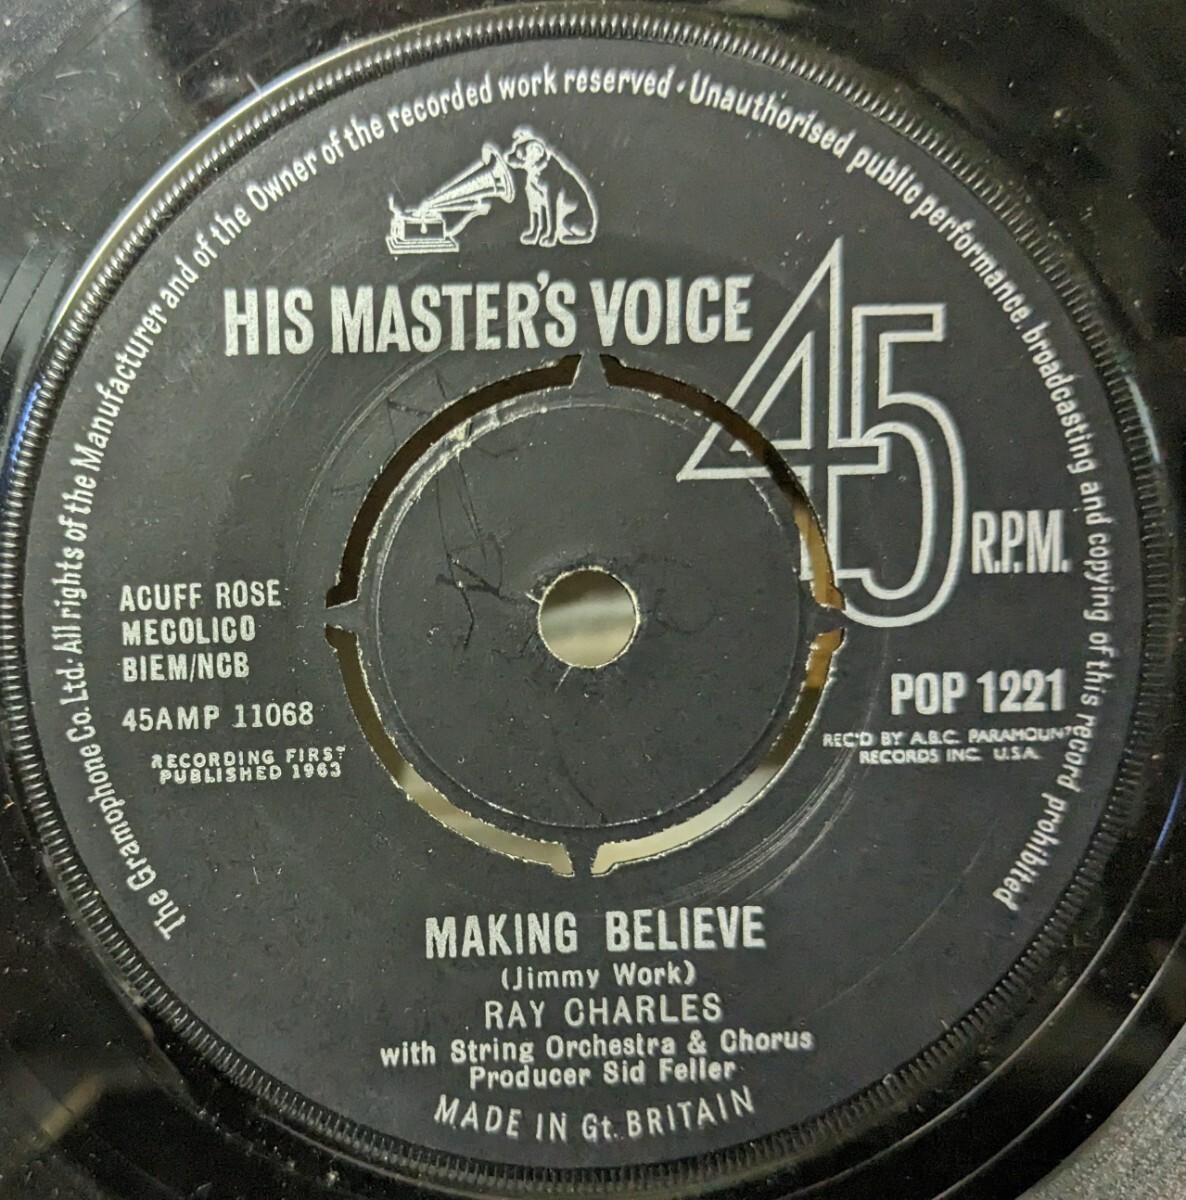 The Gramophone Co. Ltd. · All rights of the Manufacturer and of the Owner of the recorded work reserved · Unauthorised public performance, broadcasting and copying of this record prohibited
HIS MASTER'S VOICE
45
R.P.M.
ACUFF ROSE
MECOLICO
BIEM/NCB
45AMP 11068
RECORDING FIRST
PUBLISHED 1963
POP 1221
REC'D BY A.B.C. PARAMOUNT
RECORDS INC. U.S.A.
MAKING BELIEVE
(Jimmy Work)
RAY CHARLES
with String Orchestra & Chorus
Producer Sid Feller
MADE IN Gt. BRITAIN